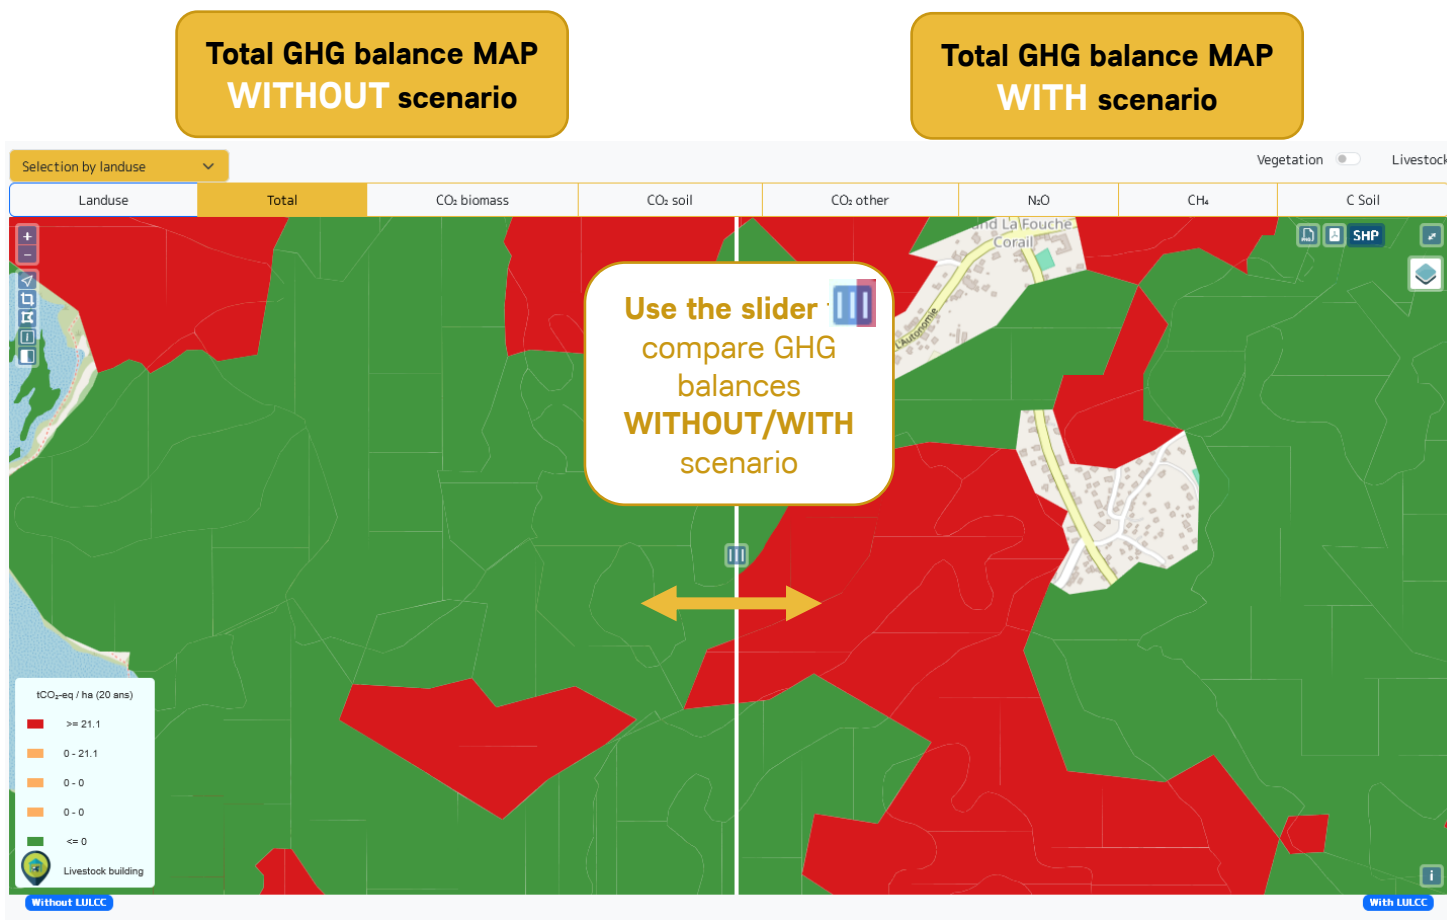 Total GHG balance MAP
WITHOUT scenario
Total GHG balance MAP
WITH scenario
Selection by landuse
Vegetation
Livestock
Landuse
Total
CO₂ biomass
CO₂ soil
CO₂ other
N₂O
CH₄
C Soil
+
−
SHP
and La Fouche
Corail
L'Autonomie
Use the slider
compare GHG
balances
WITHOUT/WITH
scenario
tCO₂-eq / ha (20 ans)
>= 21.1
0 - 21.1
0 - 0
0 - 0
<= 0
Livestock building
i
Without LULCC
With LULCC